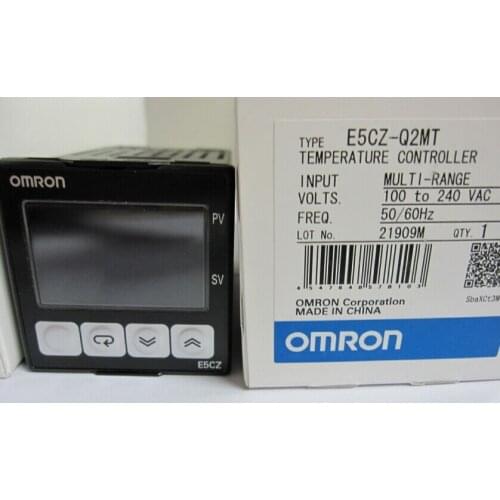 OMRON
PV
SV
E5CZ
TYPE E5CZ-Q2MT
TEMPERATURE CONTROLLER
INPUT MULTI-RANGE
VOLTS. 100 to 240 VAC
FREQ. 50/60Hz
LOT No. 21909M QTY. 1
OMRON Corporation
MADE IN CHINA
OMRON